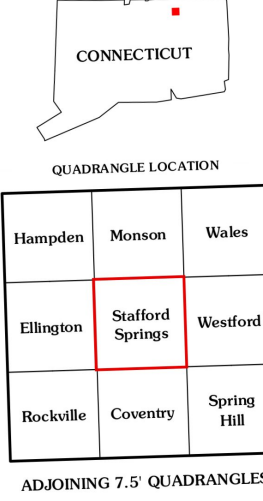 CONNECTICUT
QUADRANGLE LOCATION
Hampden Monson Wales
Ellington Stafford Springs Westford
Rockville Coventry Spring Hill
ADJOINING 7.5' QUADRANGLES